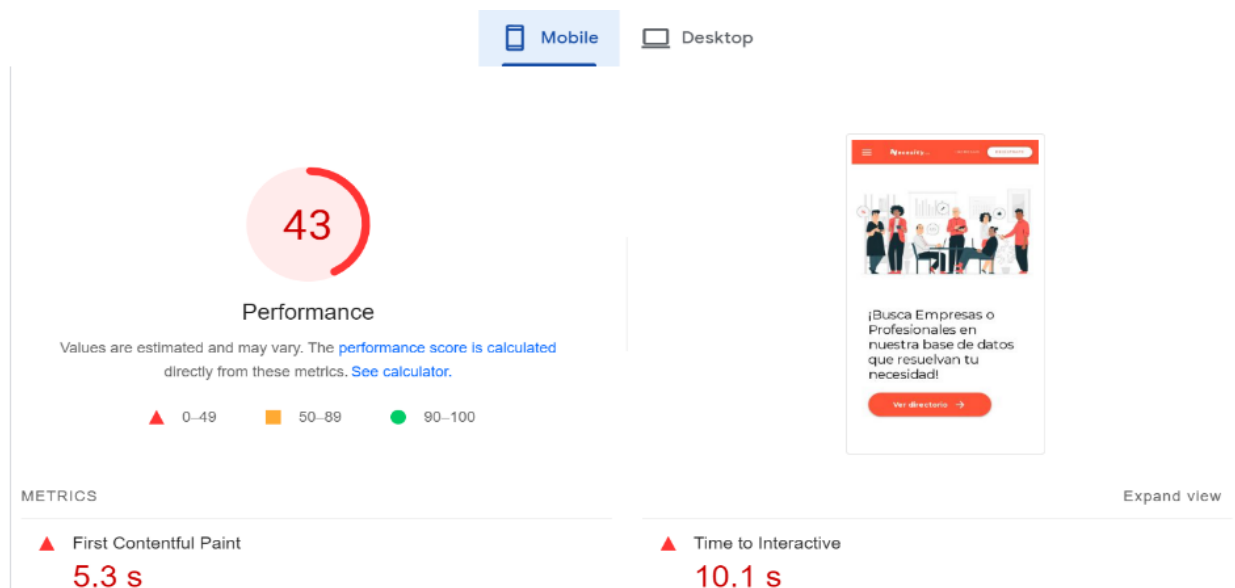 Mobile
Desktop
43
Performance
Values are estimated and may vary. The performance score is calculated
directly from these metrics. See calculator.
0–49
50–89
90–100
¡Busca Empresas o
Profesionales en
nuestra base de datos
que resuelvan tu
necesidad!
Ver directorio →
METRICS
Expand view
First Contentful Paint
5.3 s
Time to Interactive
10.1 s